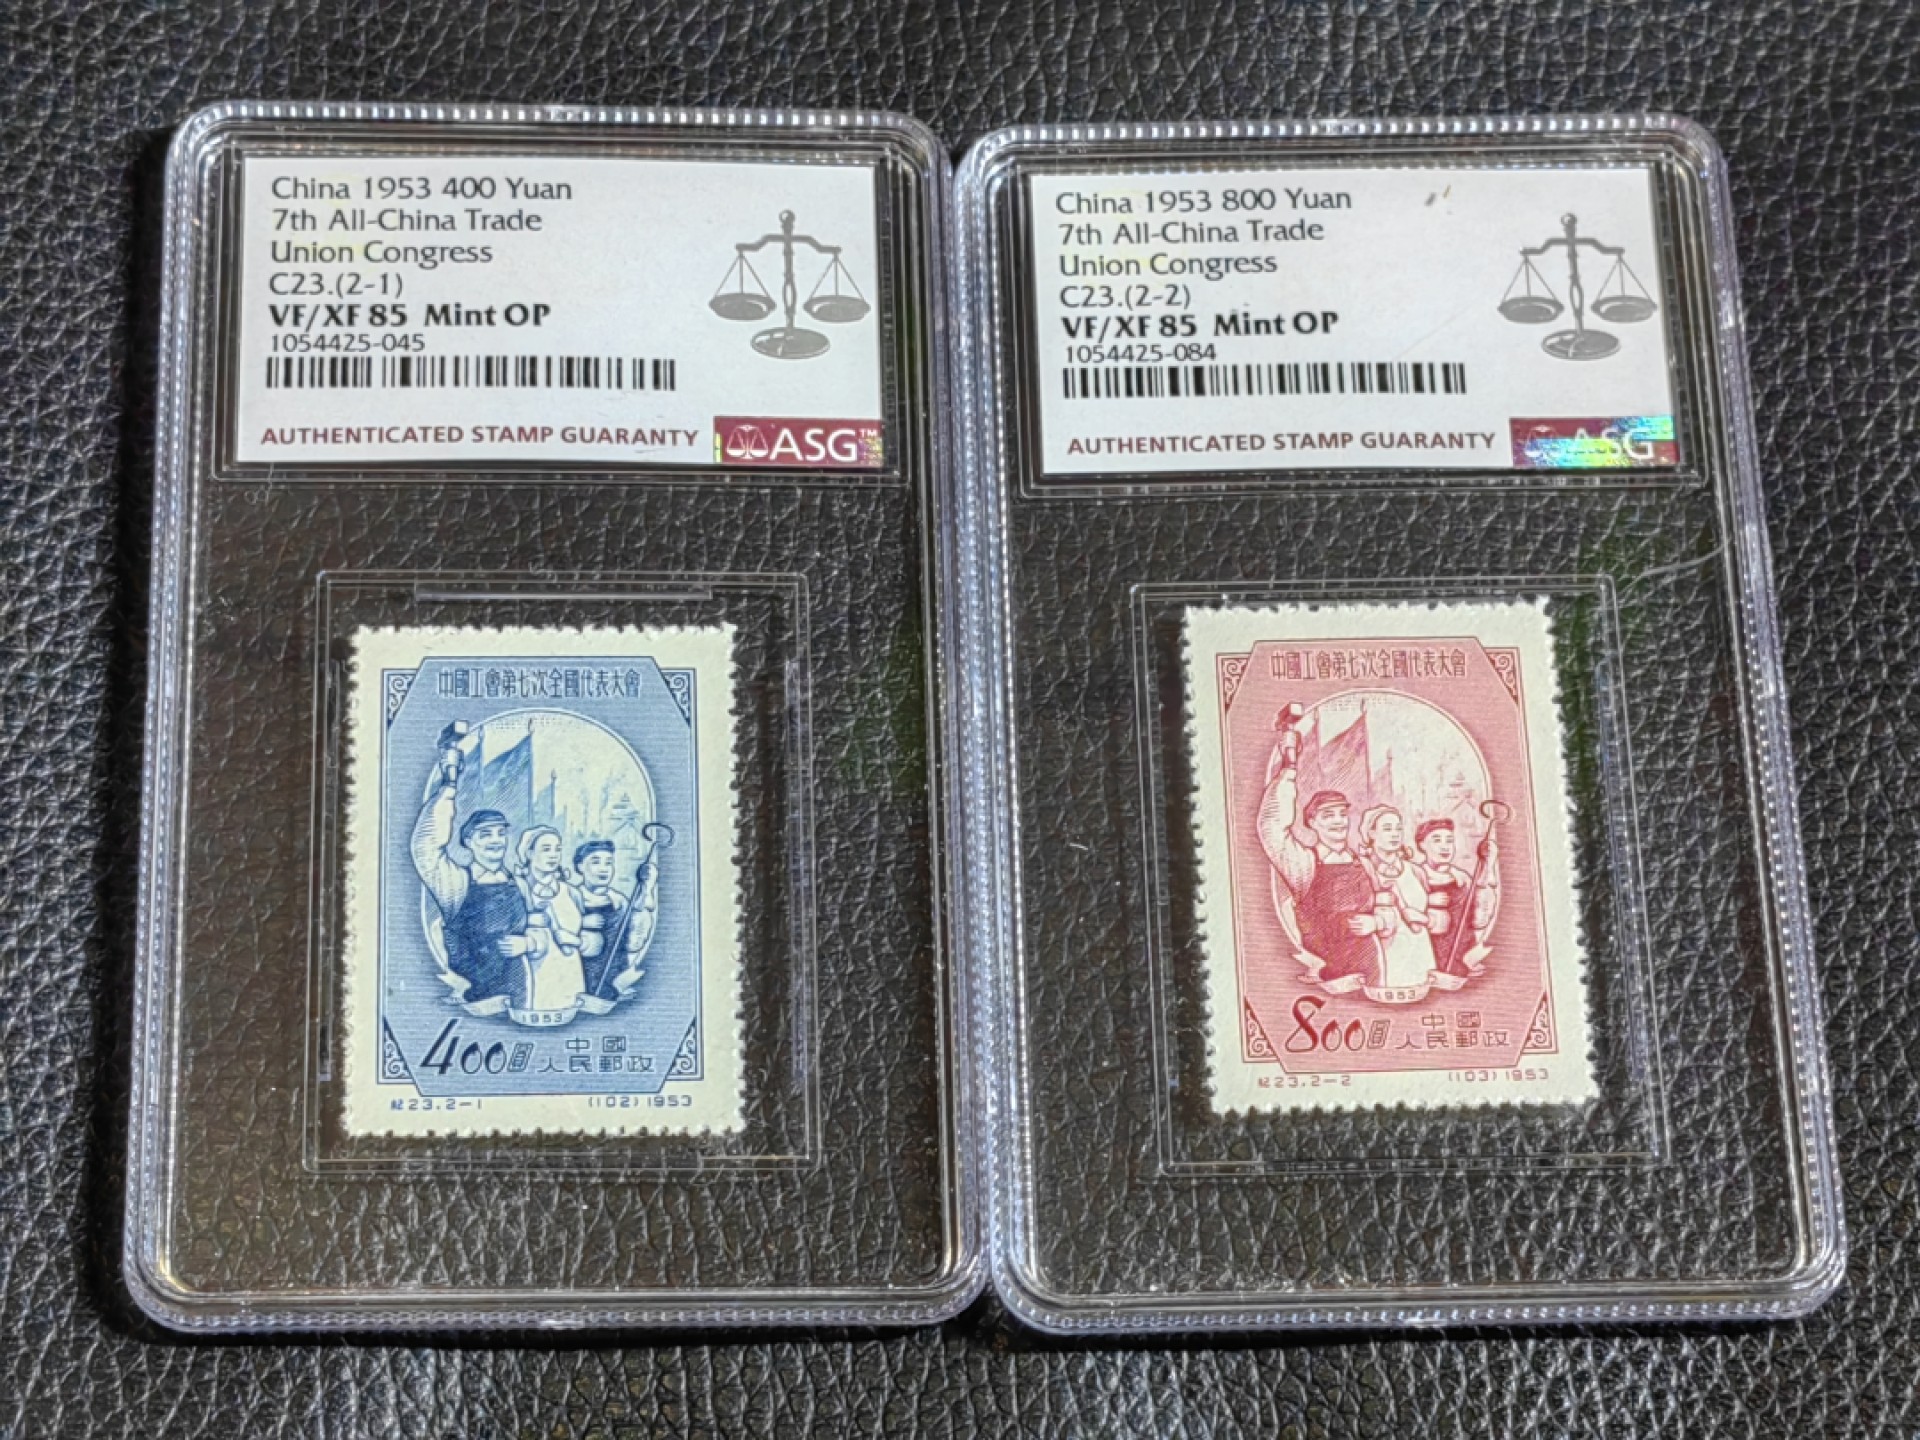 China 1953 400 Yuan
7th All-China Trade
Union Congress
C23.(2-1)
VF/XF 85 Mint OP
1054425-045
AUTHENTICATED STAMP GUARANTY
ASG™
中國工會第七次全國代表大會
1953
400圓
中國
人民郵政
紀23.2-1
(102)1953
China 1953 800 Yuan
7th All-China Trade
Union Congress
C23.(2-2)
VF/XF 85 Mint OP
1054425-084
AUTHENTICATED STAMP GUARANTY
ASG
中國工會第七次全國代表大會
1953
800圓
中國
人民郵政
紀23.2-2
(103)1953